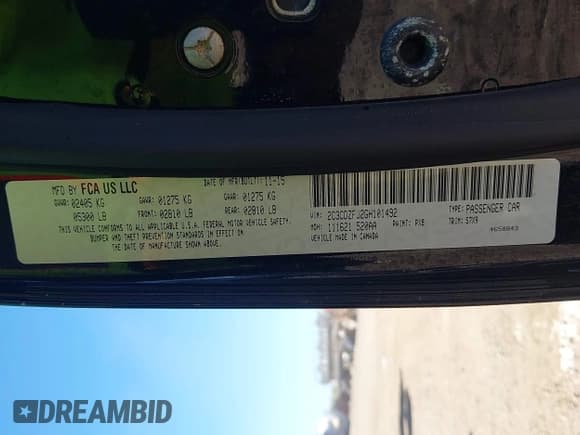 MFD BY FCA US LLC
DATE OF MFR: 11-15
GVWR: 02405 KG
GAWR: 01275 KG
GAWR: 01275 KG
05300 LB
FRONT: 02810 LB
REAR: 02810 LB
THIS VEHICLE CONFORMS TO ALL APPLICABLE U.S.A. FEDERAL MOTOR VEHICLE SAFETY,
BUMPER AND THEFT PREVENTION STANDARDS IN EFFECT ON THE
DATE OF MANUFACTURE SHOWN ABOVE.
VIN: 2C3CDZFJ2GH101492
TYPE: PASSENGER CAR
MDH: 111621 520AA
PAINT: PX8
TRIM: S7X9
MADE IN CANADA
DREAMBID